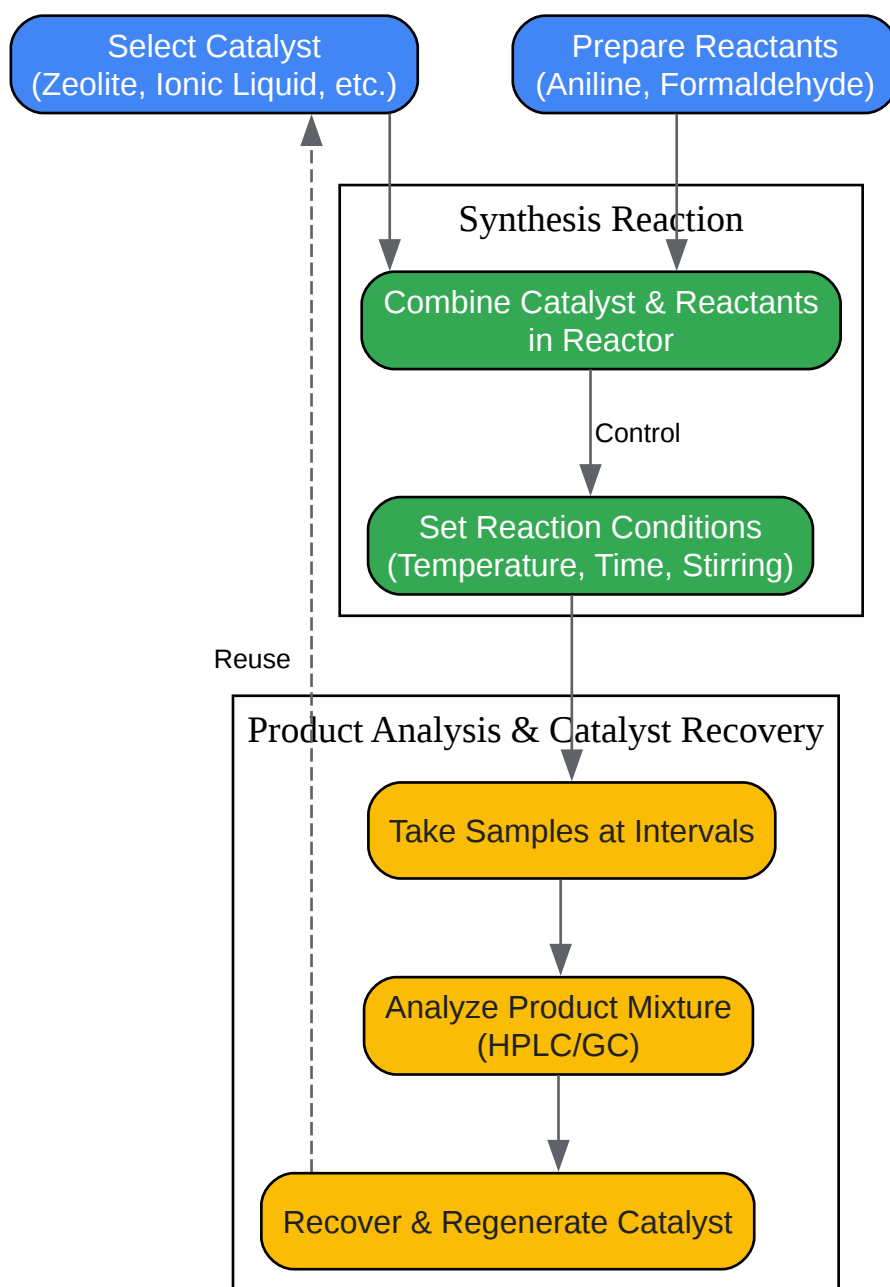 Select Catalyst
(Zeolite, Ionic Liquid, etc.)
Prepare Reactants
(Aniline, Formaldehyde)
Synthesis Reaction
Combine Catalyst & Reactants
in Reactor
Control
Set Reaction Conditions
(Temperature, Time, Stirring)
Reuse
Product Analysis & Catalyst Recovery
Take Samples at Intervals
Analyze Product Mixture
(HPLC/GC)
Recover & Regenerate Catalyst